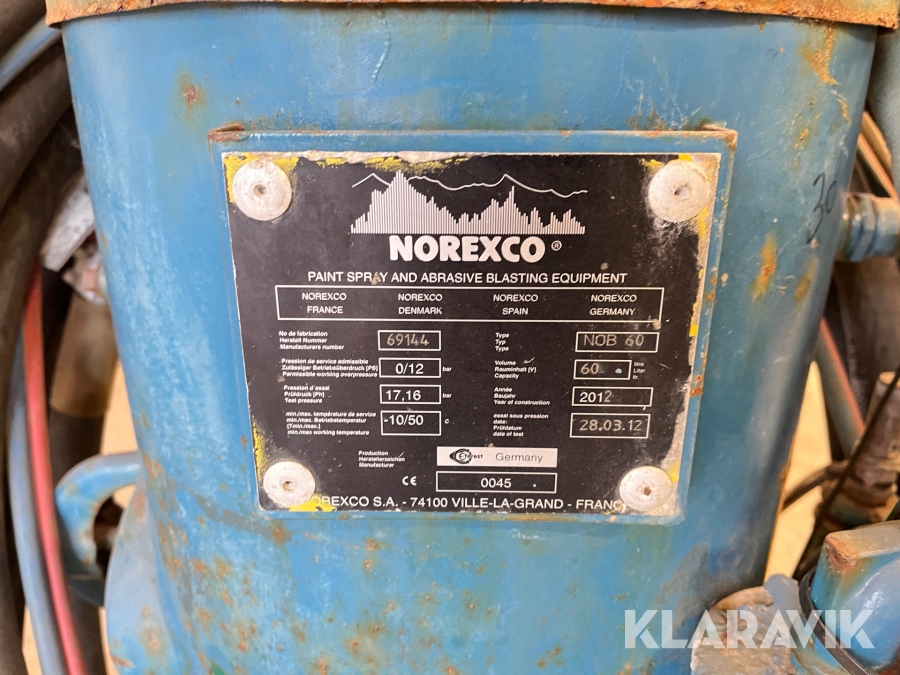 NOREXCO ®
PAINT SPRAY AND ABRASIVE BLASTING EQUIPMENT
NOREXCO FRANCE
NOREXCO DENMARK
NOREXCO SPAIN
NOREXCO GERMANY
No de fabrication
Herstell Nummer
Manufacturers number
69144
Type
Typ
Type
NOB 60
Pression de service admissible
Zulässiger Betriebsüberdruck [PS]
Permissible working overpressure
0/12 bar
Volume
Rauminhalt [V]
Capacity
60
litre
Liter
ltr.
Pression d'essai
Prüfdruck [Ph]
Test pressure
17,16 bar
Année
Baujahr
Year of construction
2012
min./max. température de service
min./max. Betriebstemperatur
[Tmin./max.]
min./max working temperature
-10/50 c
essai sous pression
date:
Prüfdatum
date of test
28.03.12
Production
Herstellerzeichen
Manufacturer
Germany
CE 0045
OREXCO S.A. - 74100 VILLE-LA-GRAND - FRANC
30
KLARAVIK